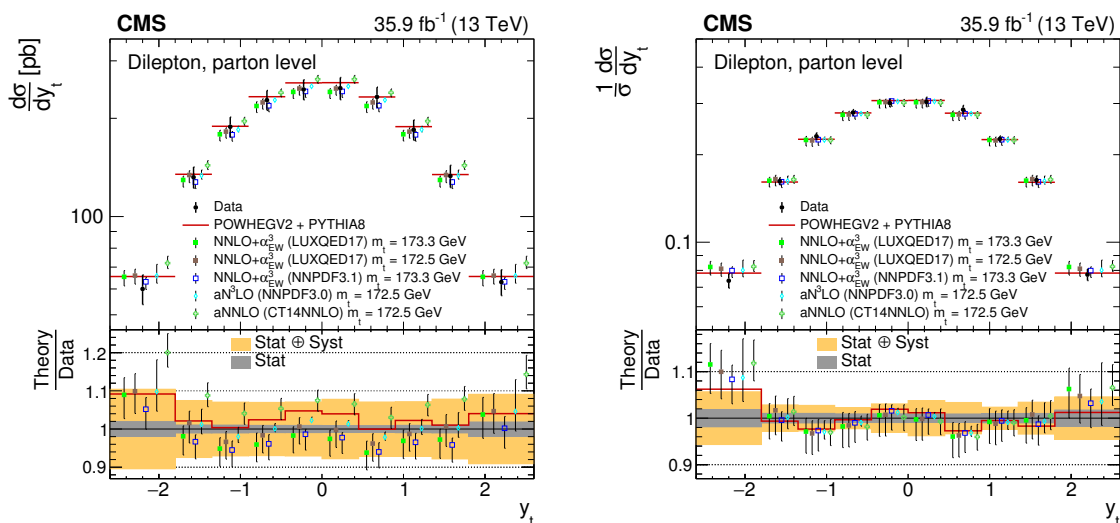 CMS 35.9 fb⁻¹ (13 TeV)
dσ/dy_t [pb]
Dilepton, parton level
200
100
Data
POWHEGV2 + PYTHIA8
NNLO+α³_EW (LUXQED17) m_t = 173.3 GeV
NNLO+α³_EW (LUXQED17) m_t = 172.5 GeV
NNLO+α³_EW (NNPDF3.1) m_t = 173.3 GeV
aN³LO (NNPDF3.0) m_t = 172.5 GeV
aNNLO (CT14NNLO) m_t = 172.5 GeV
Theory/Data
Stat ⊕ Syst
Stat
1.2
1.1
1
0.9
−2 −1 0 1 2
y_t
CMS 35.9 fb⁻¹ (13 TeV)
1/σ dσ/dy_t
Dilepton, parton level
0.2
0.1
Data
POWHEGV2 + PYTHIA8
NNLO+α³_EW (LUXQED17) m_t = 173.3 GeV
NNLO+α³_EW (LUXQED17) m_t = 172.5 GeV
NNLO+α³_EW (NNPDF3.1) m_t = 173.3 GeV
aN³LO (NNPDF3.0) m_t = 172.5 GeV
aNNLO (CT14NNLO) m_t = 172.5 GeV
Theory/Data
Stat ⊕ Syst
Stat
1.1
1
0.9
−2 −1 0 1 2
y_t